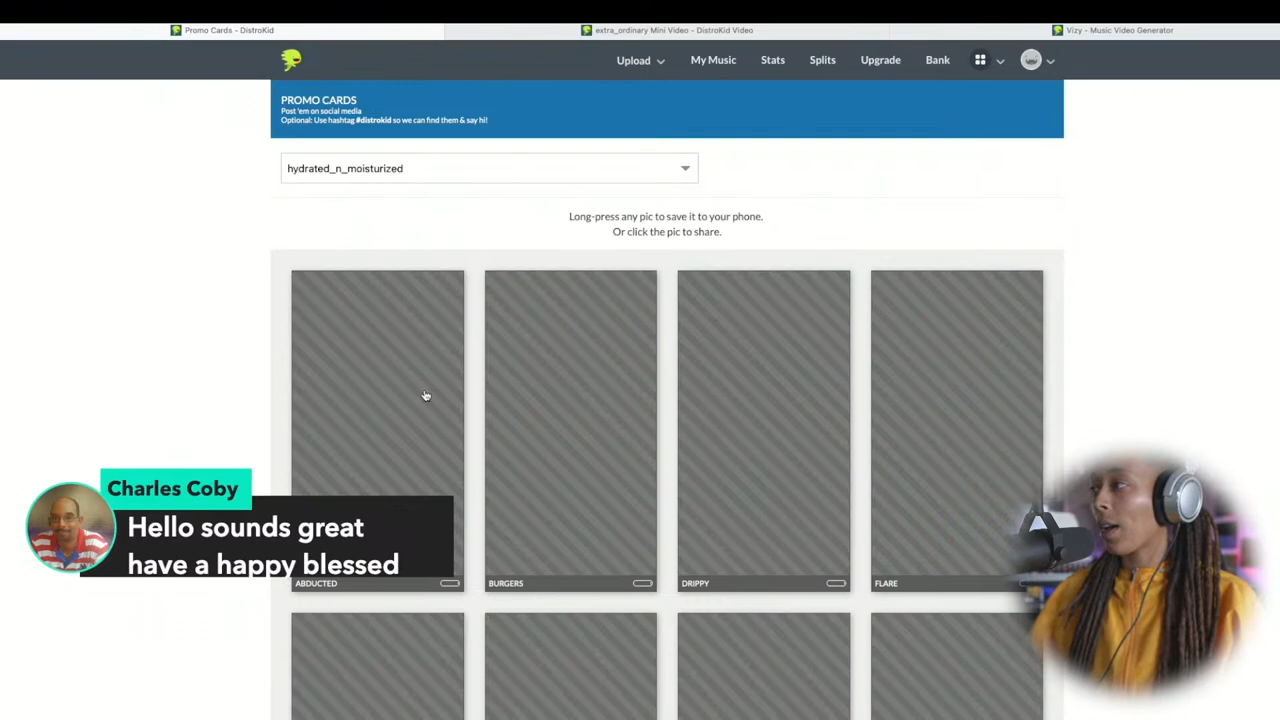 Promo Cards - DistroKid
extra_ordinary Mini Video - DistroKid Video
Vizy - Music Video Generator
Upload My Music Stats Splits Upgrade Bank
PROMO CARDS
Post 'em on social media
Optional: Use hashtag #distrokid so we can find them & say hi!
hydrated_n_moisturized
Long-press any pic to save it to your phone.
Or click the pic to share.
Charles Coby
Hello sounds great
have a happy blessed
ABDUCTED
BURGERS
DRIPPY
FLARE